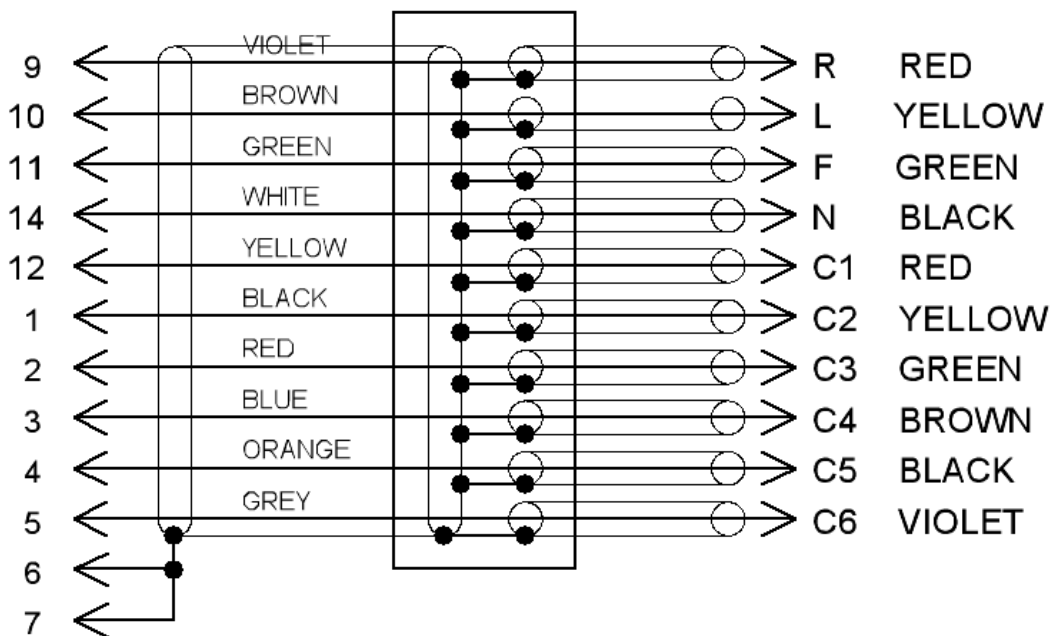 9 VIOLET R RED
10 BROWN L YELLOW
11 GREEN F GREEN
14 WHITE N BLACK
12 YELLOW C1 RED
1 BLACK C2 YELLOW
2 RED C3 GREEN
3 BLUE C4 BROWN
4 ORANGE C5 BLACK
5 GREY C6 VIOLET
6
7